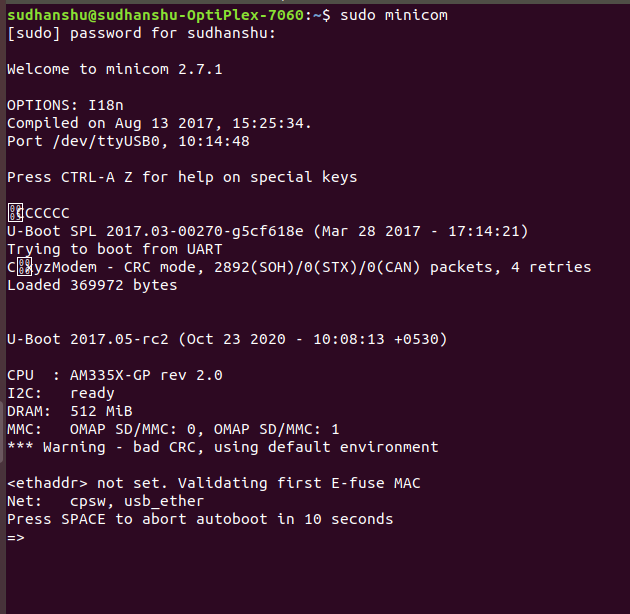 sudhanshu@sudhanshu-OptiPlex-7060:~$ sudo minicom
[sudo] password for sudhanshu:
Welcome to minicom 2.7.1
OPTIONS: I18n
Compiled on Aug 13 2017, 15:25:34.
Port /dev/ttyUSB0, 10:14:48
Press CTRL-A Z for help on special keys
CCCCCC
U-Boot SPL 2017.03-00270-g5cf618e (Mar 28 2017 - 17:14:21)
Trying to boot from UART
CxyzModem - CRC mode, 2892(SOH)/0(STX)/0(CAN) packets, 4 retries
Loaded 369972 bytes
U-Boot 2017.05-rc2 (Oct 23 2020 - 10:08:13 +0530)
CPU  : AM335X-GP rev 2.0
I2C:   ready
DRAM:  512 MiB
MMC:   OMAP SD/MMC: 0, OMAP SD/MMC: 1
*** Warning - bad CRC, using default environment
<ethaddr> not set. Validating first E-fuse MAC
Net:   cpsw, usb_ether
Press SPACE to abort autoboot in 10 seconds
=>